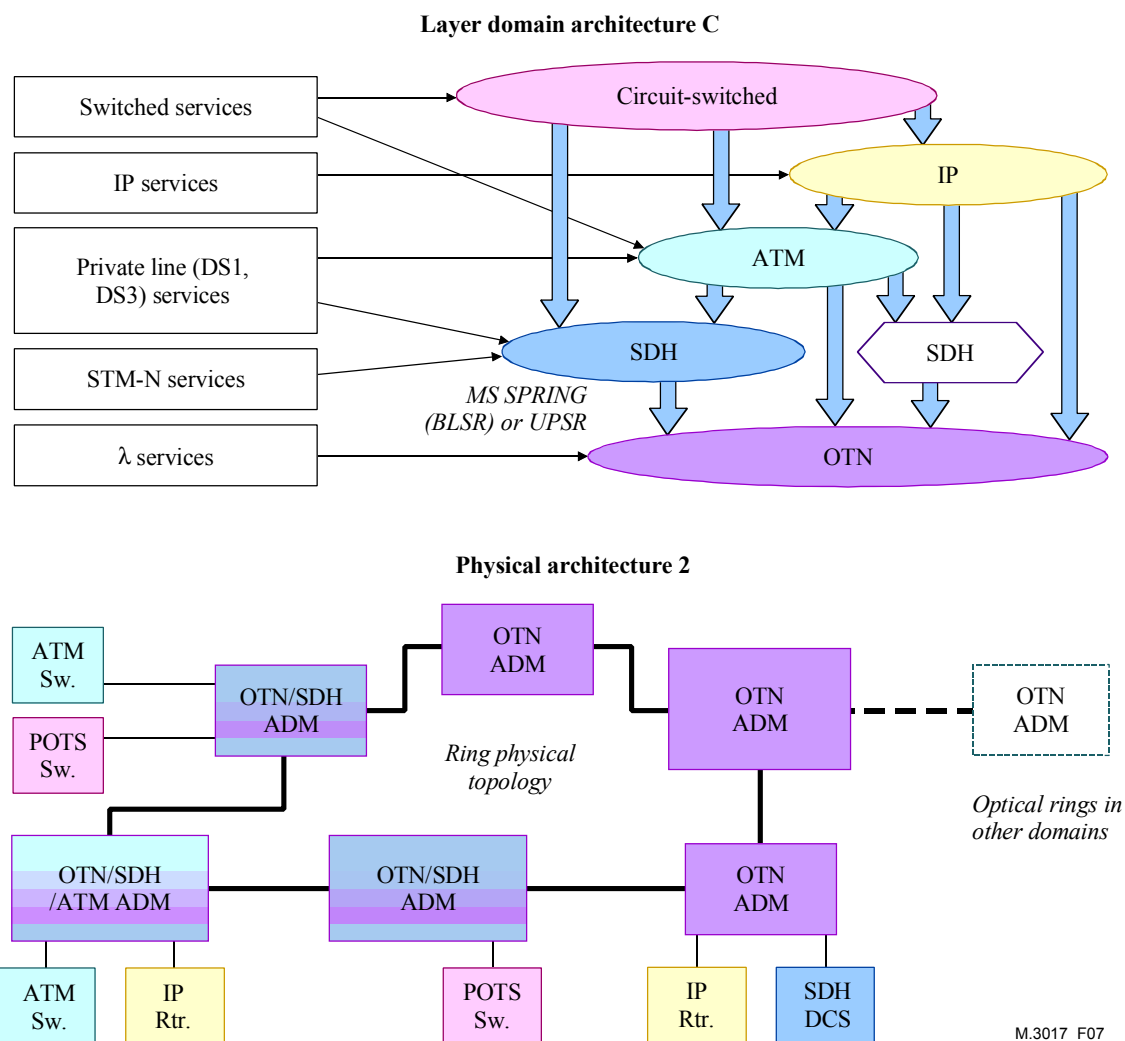 Layer domain architecture C
Switched services
Circuit-switched
IP services
IP
Private line (DS1,
DS3) services
ATM
STM-N services
SDH
SDH
MS SPRING
(BLSR) or UPSR
λ services
OTN
Physical architecture 2
ATM
Sw.
POTS
Sw.
OTN/SDH
ADM
OTN
ADM
OTN
ADM
OTN
ADM
Ring physical
topology
Optical rings in
other domains
OTN/SDH
/ATM ADM
OTN/SDH
ADM
OTN
ADM
ATM
Sw.
IP
Rtr.
POTS
Sw.
IP
Rtr.
SDH
DCS
M.3017_F07